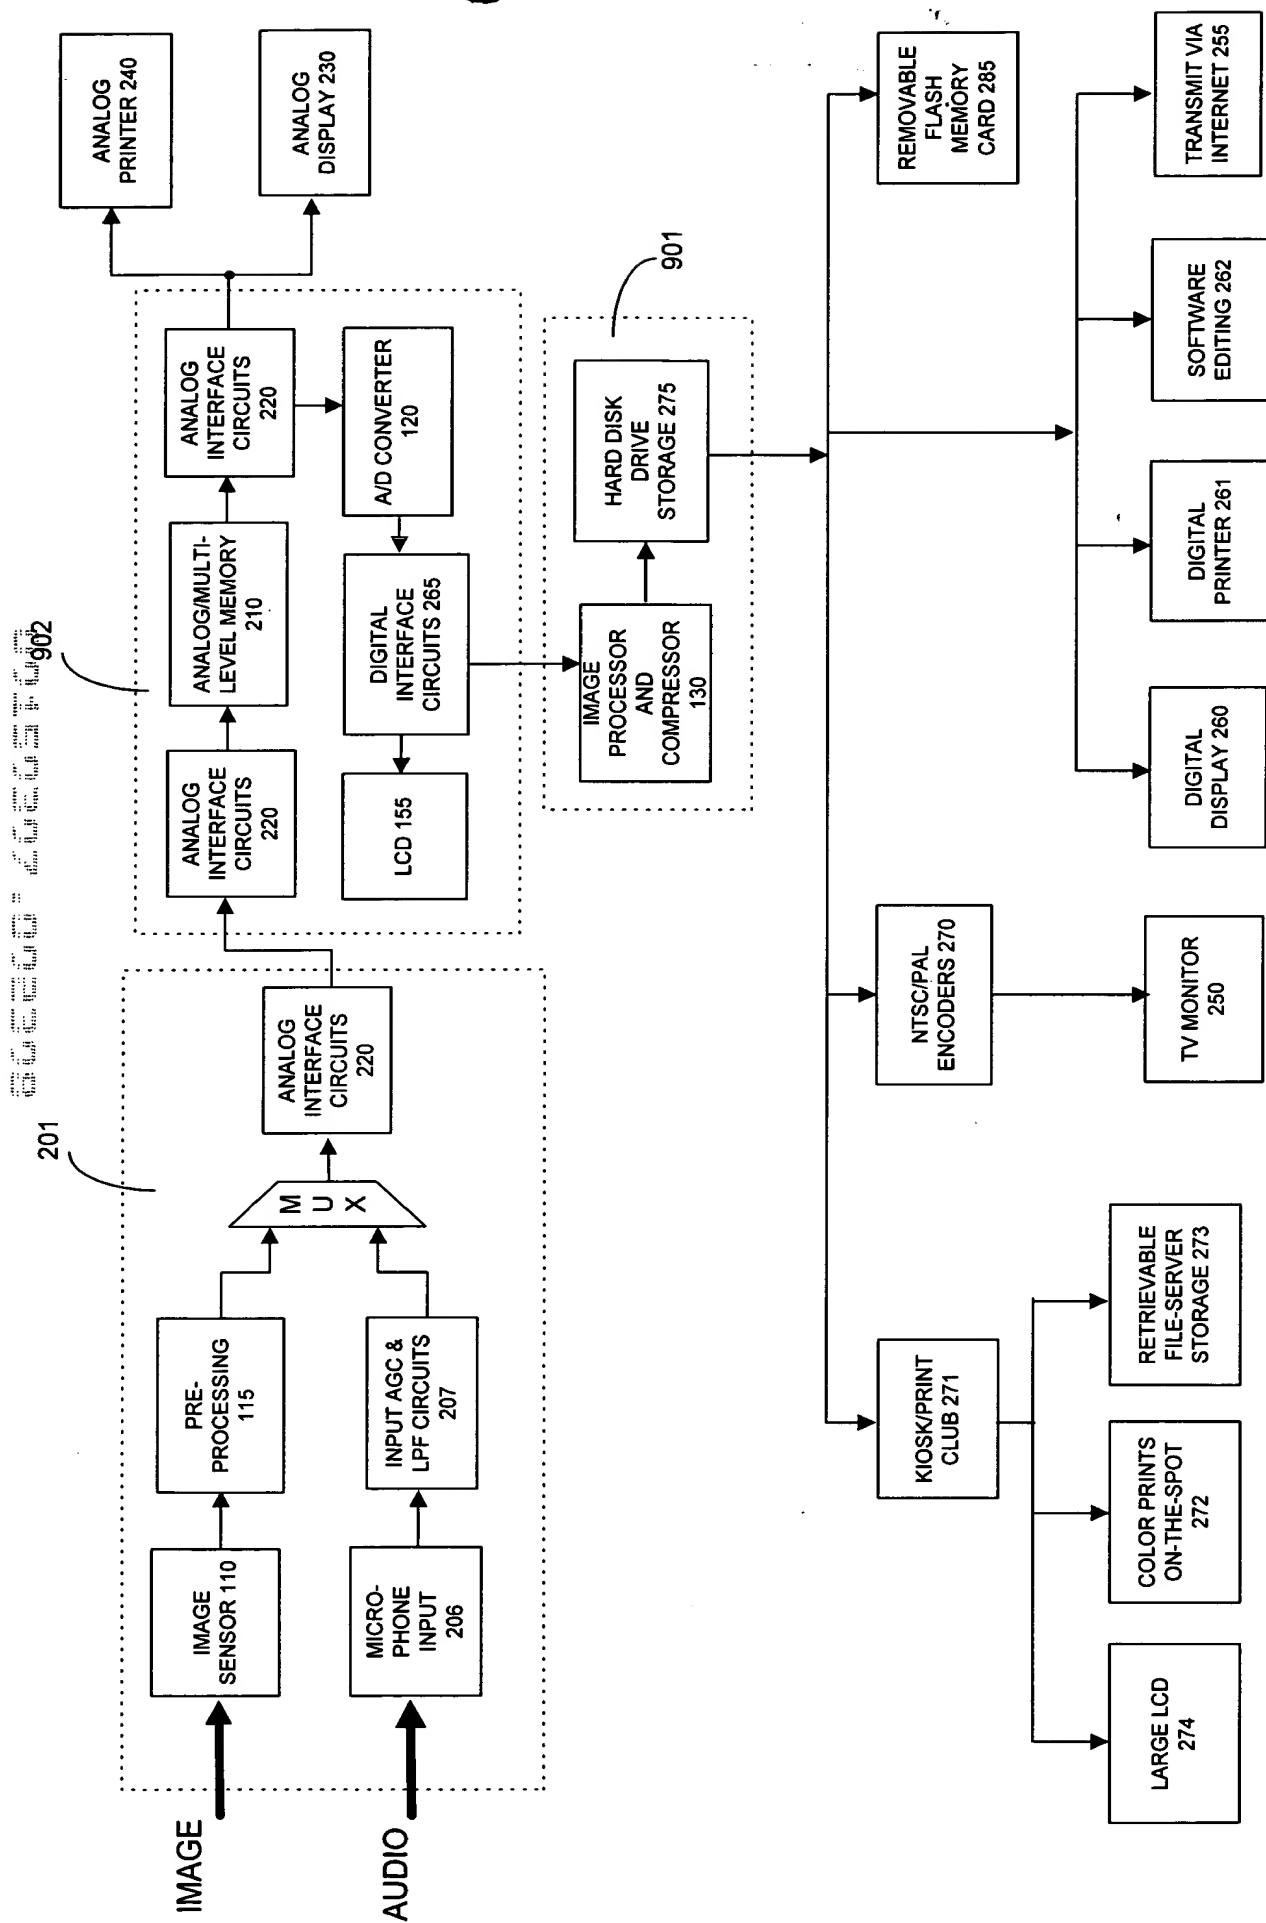 IMAGE
AUDIO
201
IMAGE
SENSOR 110
PRE-
PROCESSING
115
MICRO-
PHONE
INPUT
206
INPUT AGC &
LPF CIRCUITS
207
M
U
X
ANALOG
INTERFACE
CIRCUITS
220
902
ANALOG
INTERFACE
CIRCUITS
220
ANALOG/MULTI-
LEVEL MEMORY
210
ANALOG
INTERFACE
CIRCUITS
220
LCD 155
DIGITAL
INTERFACE
CIRCUITS 265
A/D CONVERTER
120
ANALOG
PRINTER 240
ANALOG
DISPLAY 230
901
IMAGE
PROCESSOR
AND
COMPRESSOR
130
HARD DISK
DRIVE
STORAGE 275
KIOSK/PRINT
CLUB 271
NTSC/PAL
ENCODERS 270
REMOVABLE
FLASH
MEMORY
CARD 285
LARGE LCD
274
COLOR PRINTS
ON-THE-SPOT
272
RETRIEVABLE
FILE-SERVER
STORAGE 273
TV MONITOR
250
DIGITAL
DISPLAY 260
DIGITAL
PRINTER 261
SOFTWARE
EDITING 262
TRANSMIT VIA
INTERNET 255